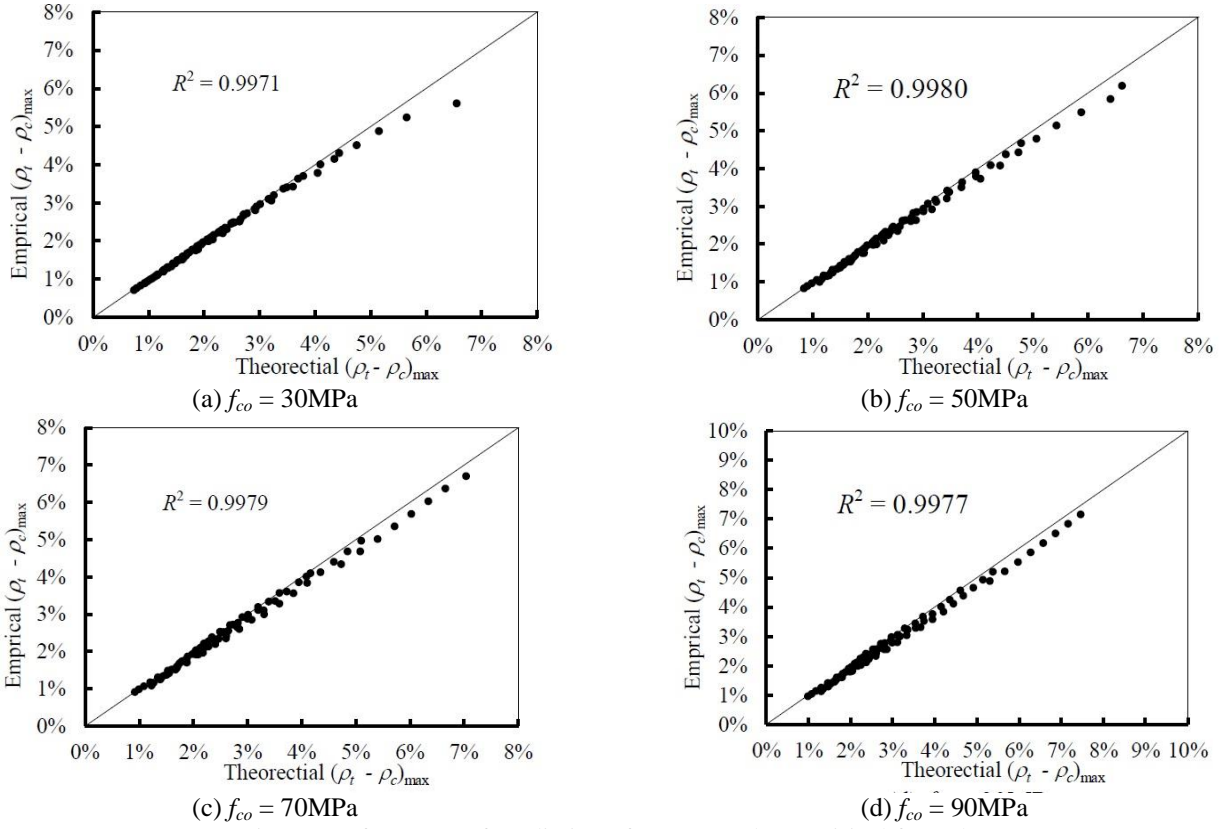 8%
7%
6%
5%
4%
3%
2%
1%
0%
Emprical (ρt - ρc)max
R² = 0.9971
0% 1% 2% 3% 4% 5% 6% 7% 8%
Theorectial (ρt - ρc)max
(a) fco = 30MPa
8%
7%
6%
5%
4%
3%
2%
1%
0%
Emprical (ρt - ρc)max
R² = 0.9980
0% 1% 2% 3% 4% 5% 6% 7% 8%
Theorectial (ρt - ρc)max
(b) fco = 50MPa
8%
7%
6%
5%
4%
3%
2%
1%
0%
Emprical (ρt - ρc)max
R² = 0.9979
0% 1% 2% 3% 4% 5% 6% 7% 8%
Theorectial (ρt - ρc)max
(c) fco = 70MPa
10%
9%
8%
7%
6%
5%
4%
3%
2%
1%
0%
Emprical (ρt - ρc)max
R² = 0.9977
0% 1% 2% 3% 4% 5% 6% 7% 8% 9% 10%
Theorectial (ρt - ρc)max
(d) fco = 90MPa